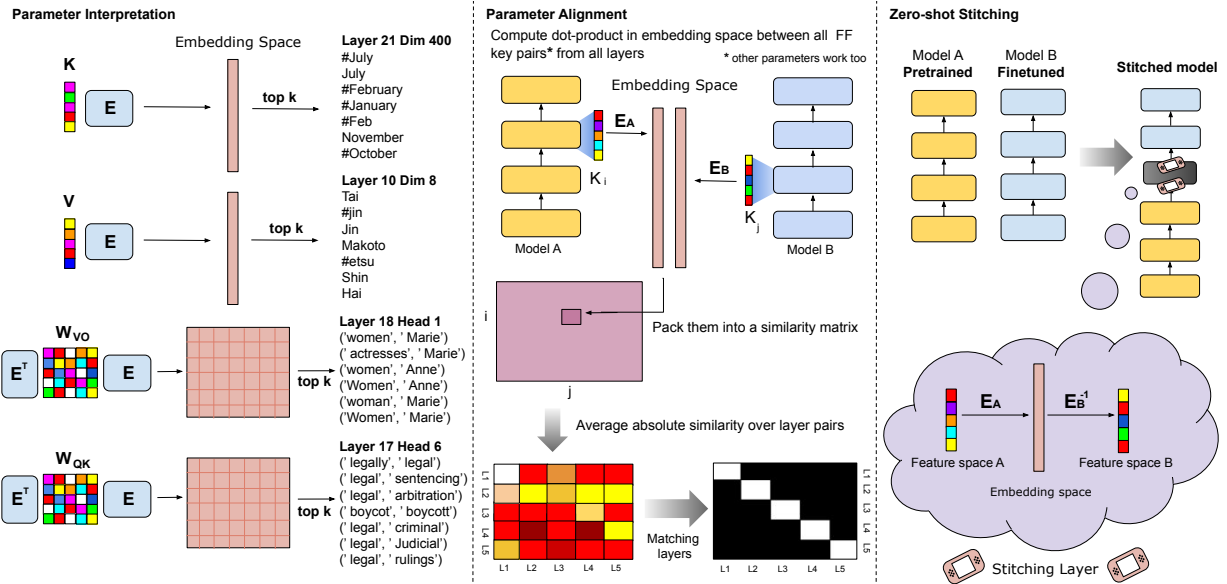 Parameter Interpretation
Embedding Space
K
E
top k
Layer 21 Dim 400
#July
July
#February
#January
#Feb
November
#October
V
E
top k
Layer 10 Dim 8
Tai
#jin
Jin
Makoto
#etsu
Shin
Hai
W_VO
E^T
E
top k
Layer 18 Head 1
('women', ' Marie')
(' actresses', ' Marie')
('women', ' Anne')
('Women', ' Anne')
('woman', ' Marie')
('Women', ' Marie')
W_QK
E^T
E
top k
Layer 17 Head 6
(' legally', ' legal')
(' legal', ' sentencing')
(' legal', ' arbitration')
(' boycot', ' boycott')
(' legal', ' criminal')
(' legal', ' Judicial')
(' legal', ' rulings')
Parameter Alignment
Compute dot-product in embedding space between all FF
key pairs* from all layers
* other parameters work too
Embedding Space
E_A
K_i
E_B
K_j
Model A
Model B
i
j
Pack them into a similarity matrix
Average absolute similarity over layer pairs
L1
L2
L3
L4
L5
L1 L2 L3 L4 L5
Matching
layers
L1
L2
L3
L4
L5
L1 L2 L3 L4 L5
Zero-shot Stitching
Model A
Pretrained
Model B
Finetuned
Stitched model
E_A
E_B^-1
Feature space A
Feature space B
Embedding space
Stitching Layer